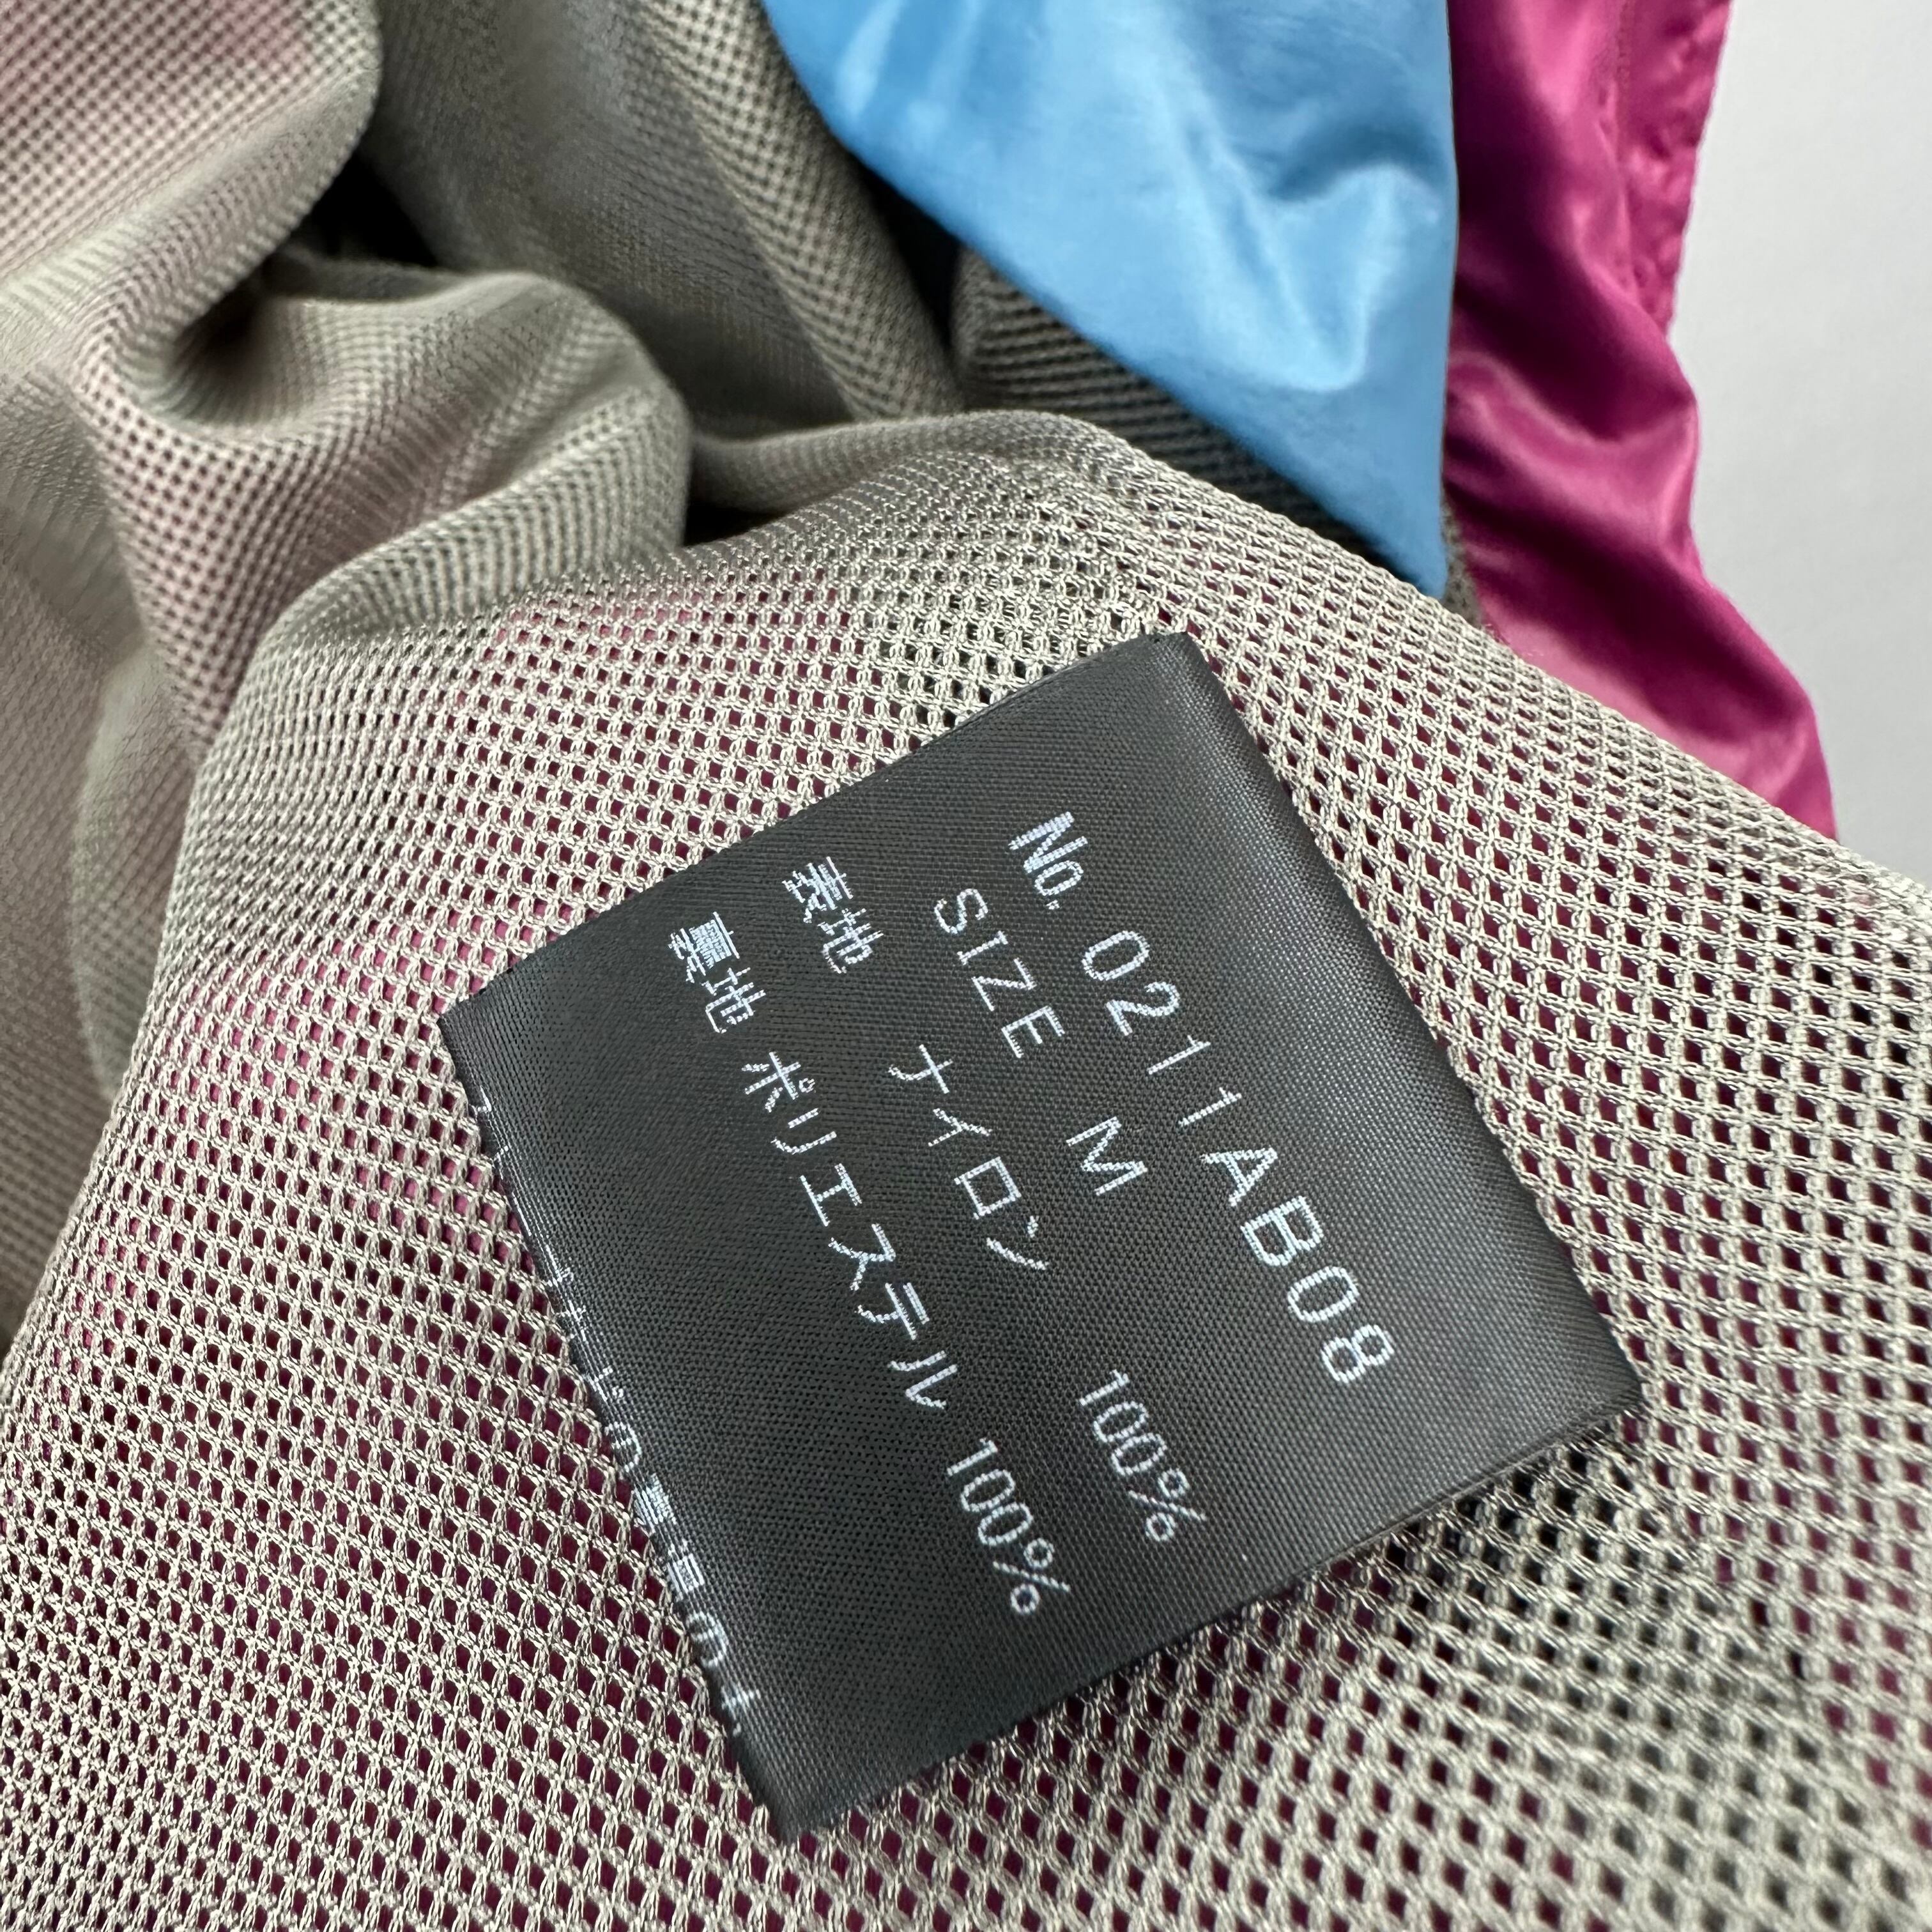 No. 0211AB08
SIZE M
表地 ナイロン 100%
裏地 ポリエステル 100%